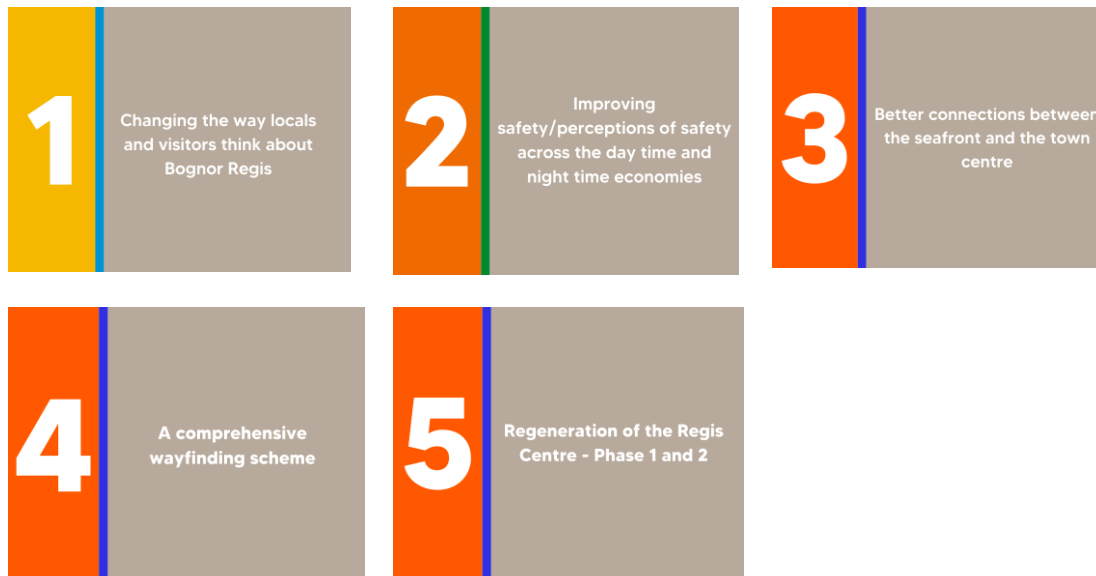 1
Changing the way locals
and visitors think about
Bognor Regis
2
Improving
safety/perceptions of safety
across the day time and
night time economies
3
Better connections between
the seafront and the town
centre
4
A comprehensive
wayfinding scheme
5
Regeneration of the Regis
Centre - Phase 1 and 2